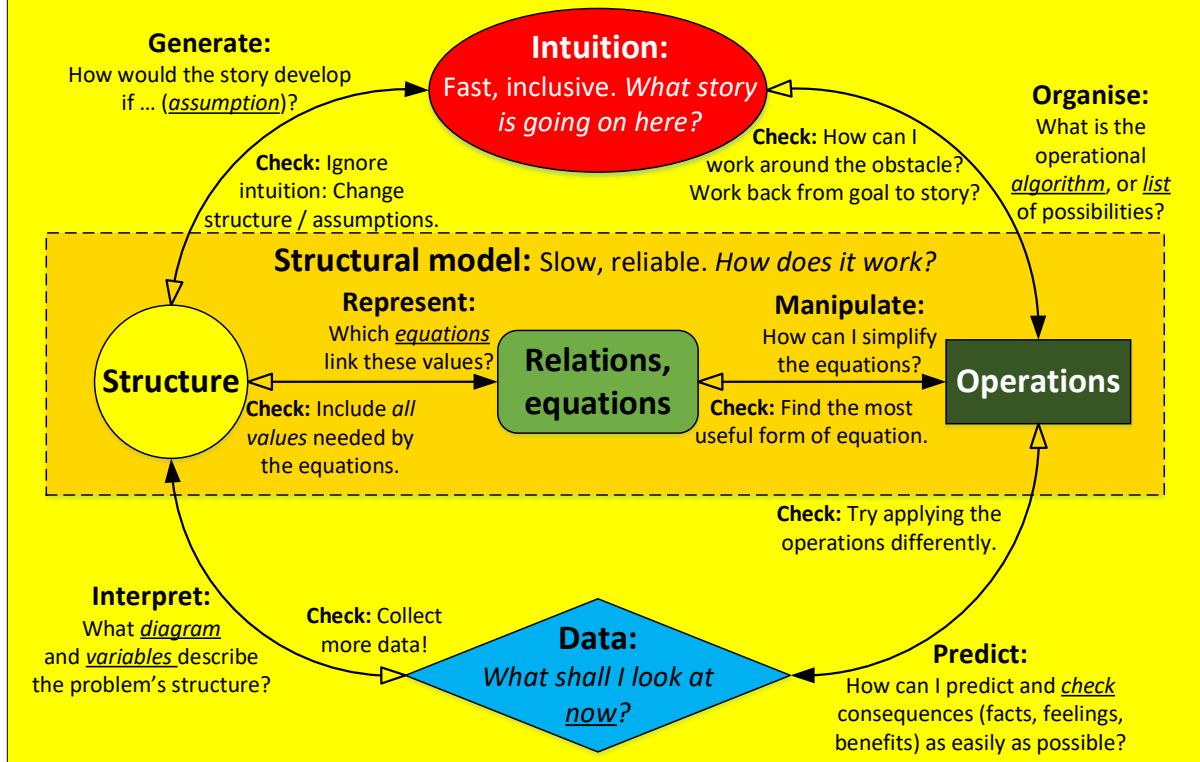 Generate:
How would the story develop
if … (assumption)?
Intuition:
Fast, inclusive. What story
is going on here?
Organise:
What is the
operational
algorithm, or list
of possibilities?
Check: Ignore
intuition: Change
structure / assumptions.
Check: How can I
work around the obstacle?
Work back from goal to story?
Structural model: Slow, reliable. How does it work?
Represent:
Which equations
link these values?
Manipulate:
How can I simplify
the equations?
Structure
Relations,
equations
Operations
Check: Include all
values needed by
the equations.
Check: Find the most
useful form of equation.
Check: Try applying the
operations differently.
Interpret:
What diagram
and variables describe
the problem's structure?
Check: Collect
more data!
Data:
What shall I look at
now?
Predict:
How can I predict and check
consequences (facts, feelings,
benefits) as easily as possible?